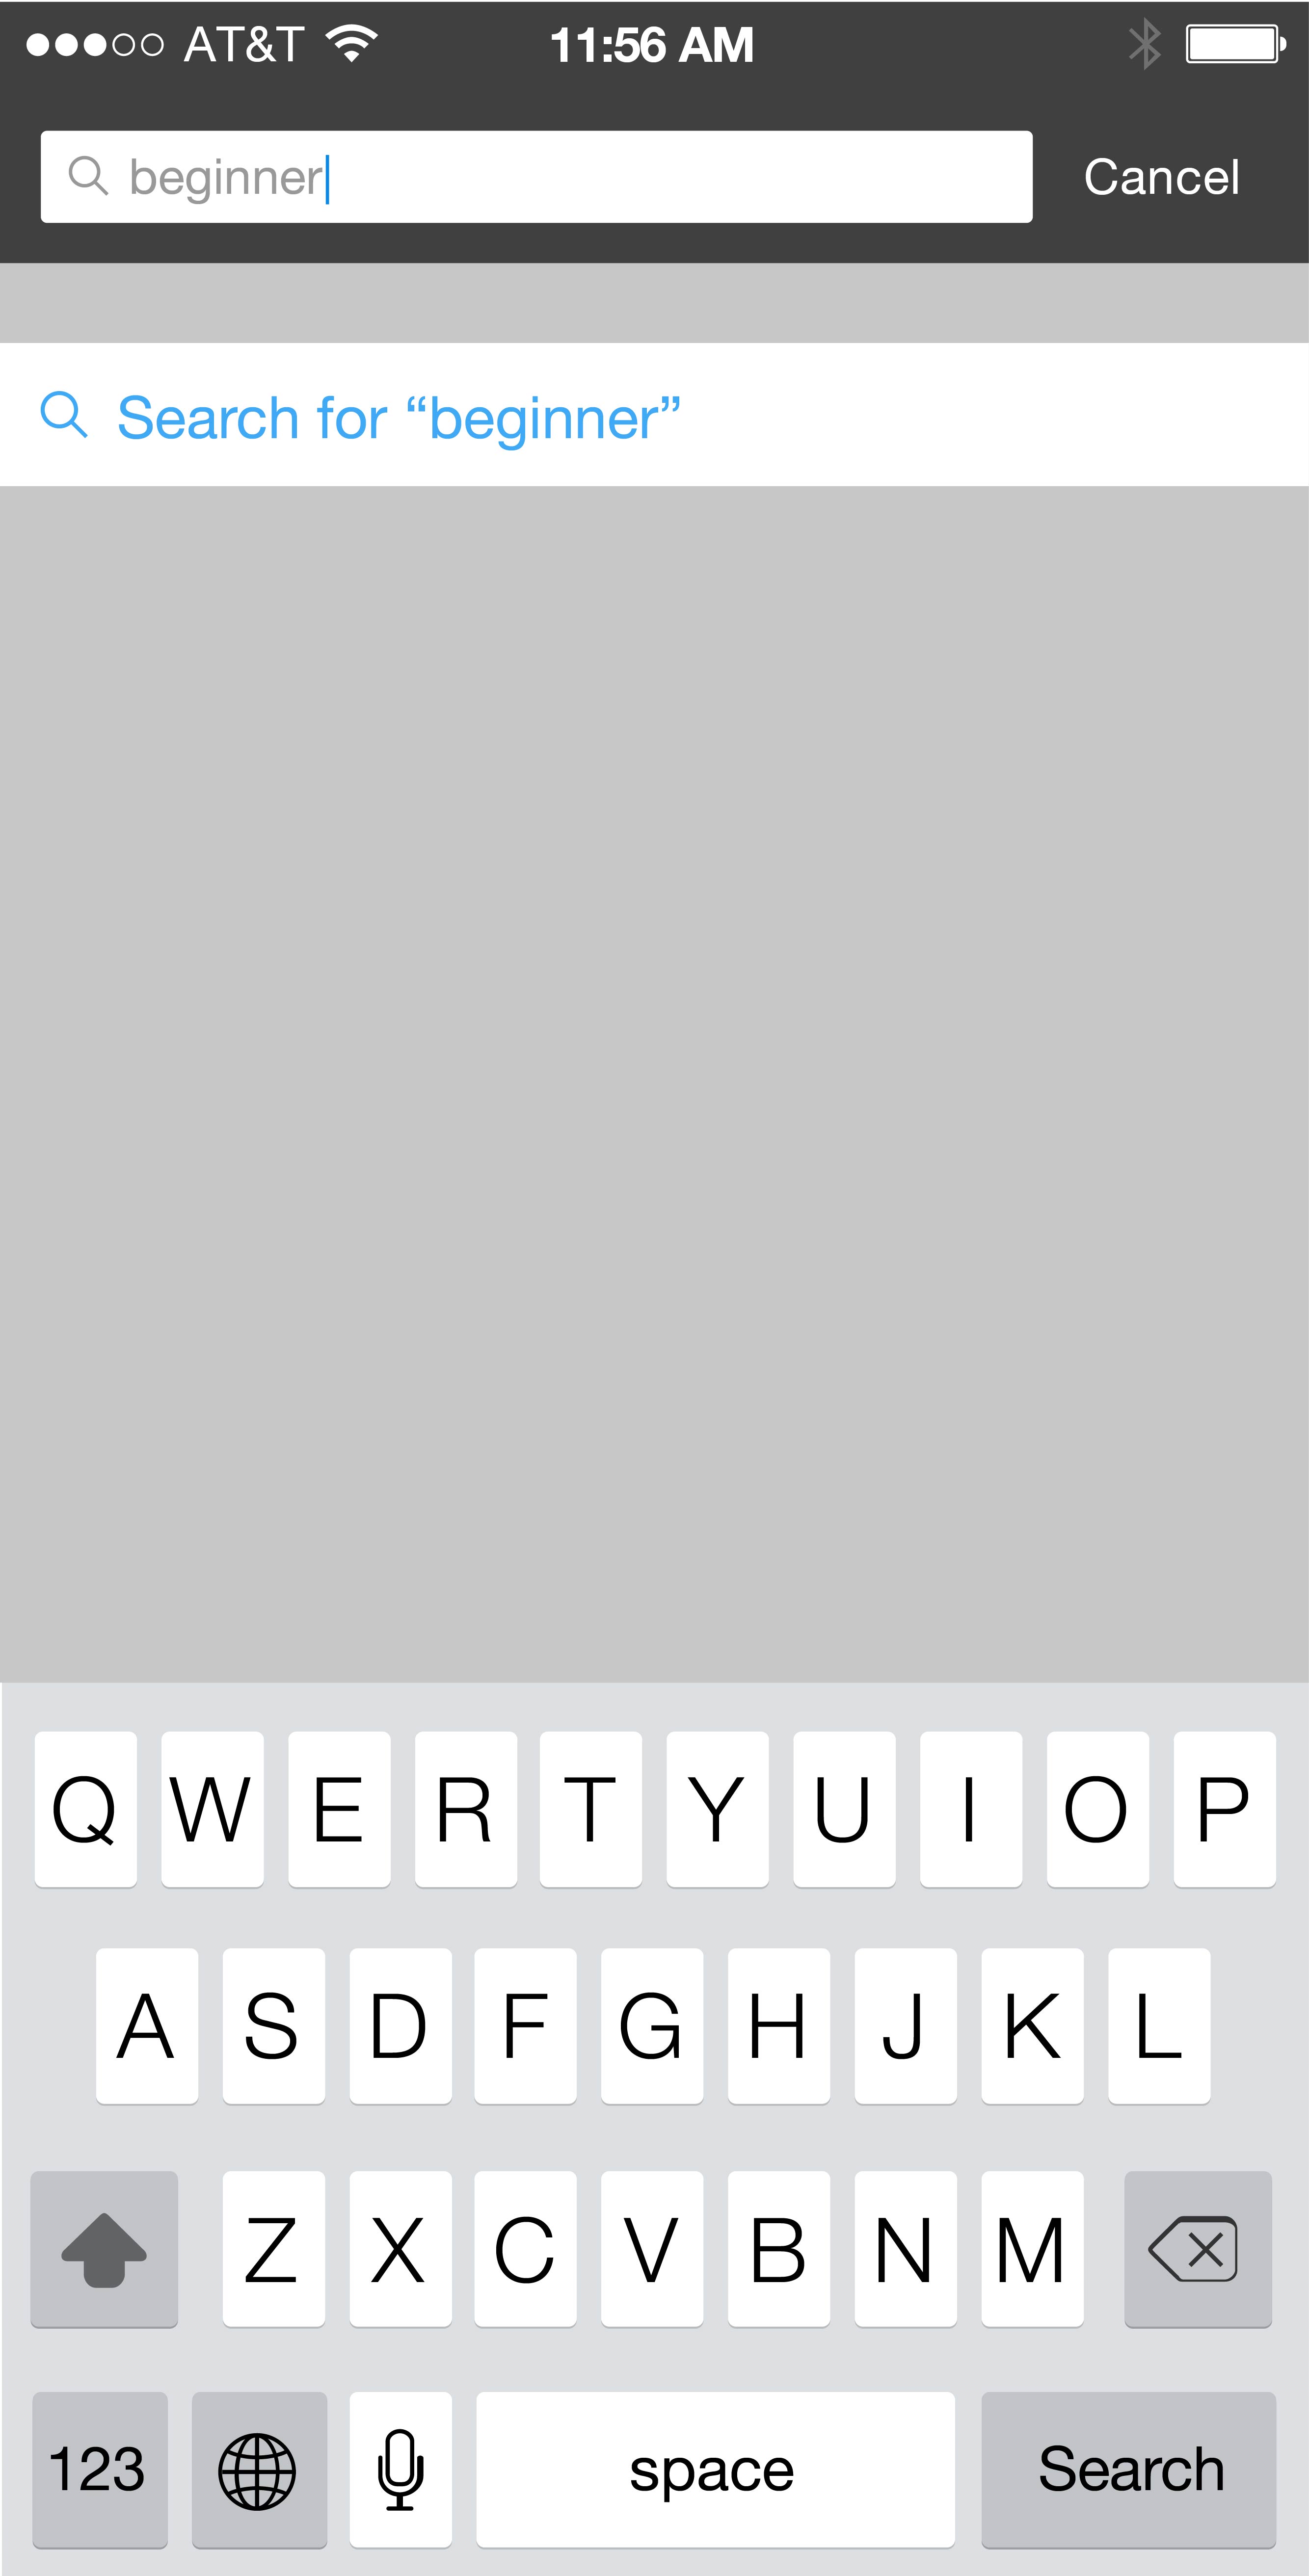 AT&T 11:56 AM
beginner Cancel
Search for “beginner”
Q W E R T Y U I O P
A S D F G H J K L
Z X C V B N M
123 space Search